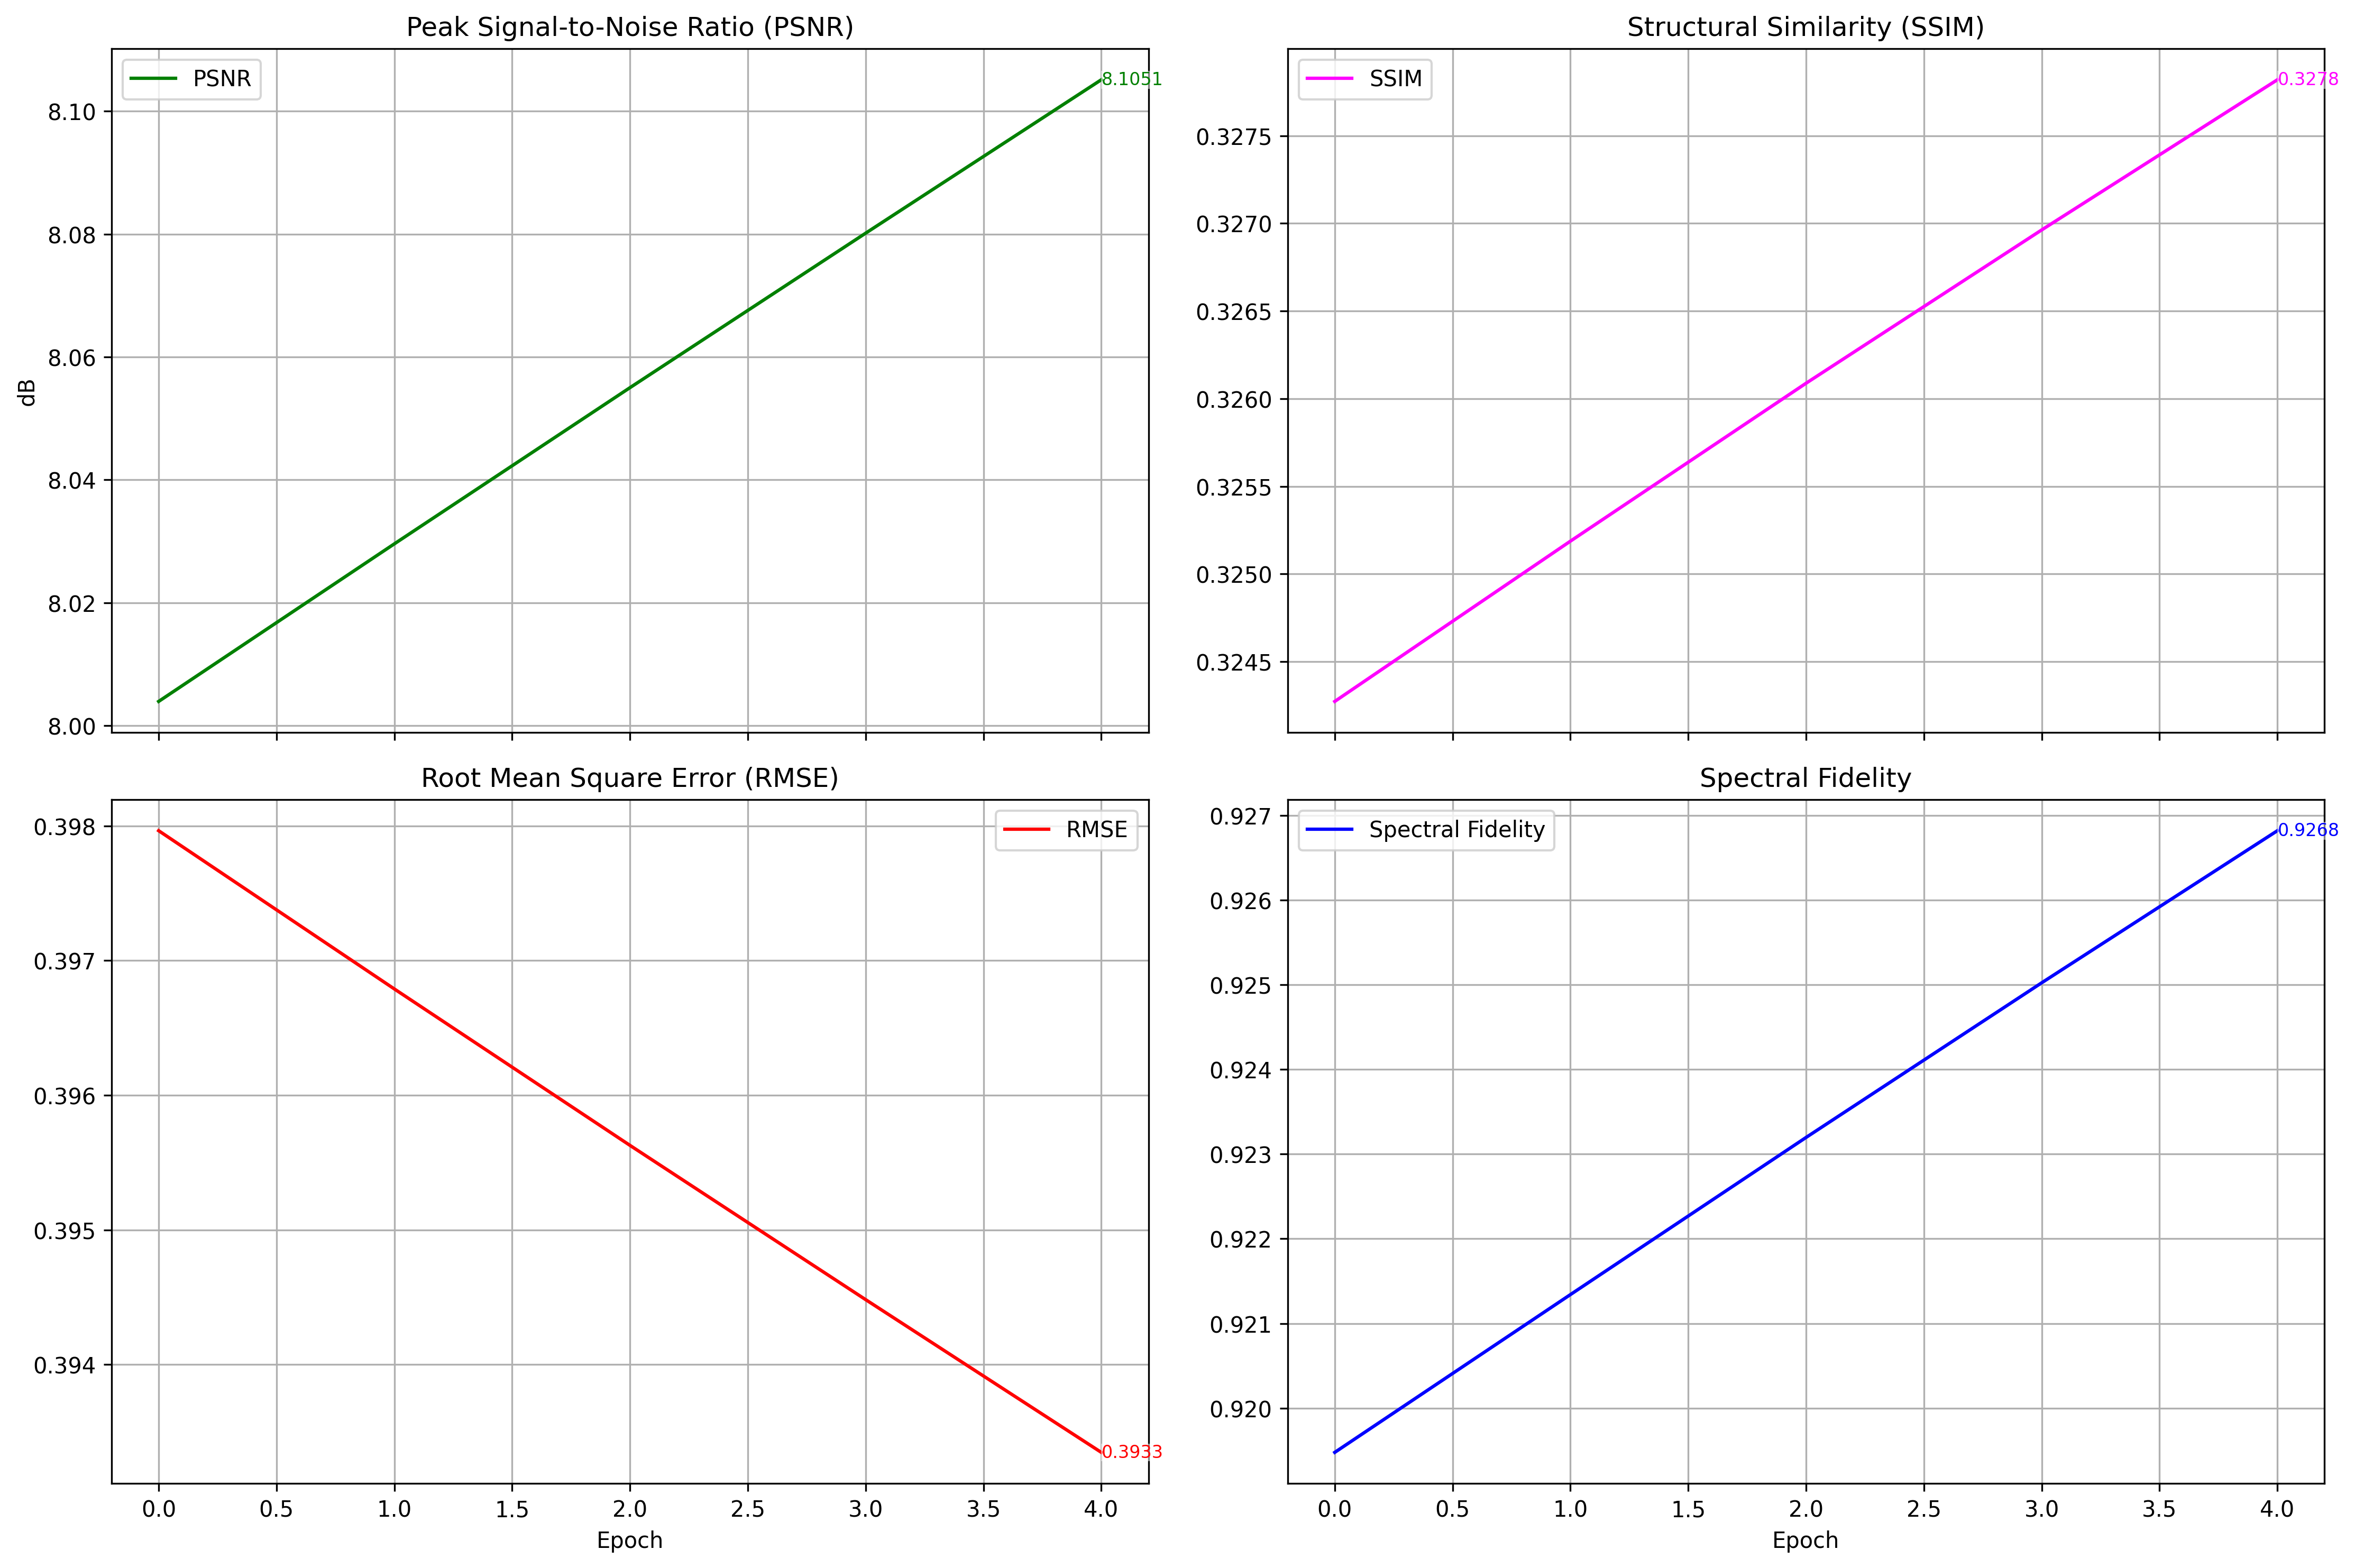 Peak Signal-to-Noise Ratio (PSNR)
PSNR
8.1051
8.10
8.08
8.06
8.04
8.02
8.00
dB
Structural Similarity (SSIM)
SSIM
0.3278
0.3275
0.3270
0.3265
0.3260
0.3255
0.3250
0.3245
Root Mean Square Error (RMSE)
RMSE
0.398
0.397
0.396
0.395
0.394
0.3933
0.0 0.5 1.0 1.5 2.0 2.5 3.0 3.5 4.0
Epoch
Spectral Fidelity
Spectral Fidelity
0.9268
0.927
0.926
0.925
0.924
0.923
0.922
0.921
0.920
0.0 0.5 1.0 1.5 2.0 2.5 3.0 3.5 4.0
Epoch